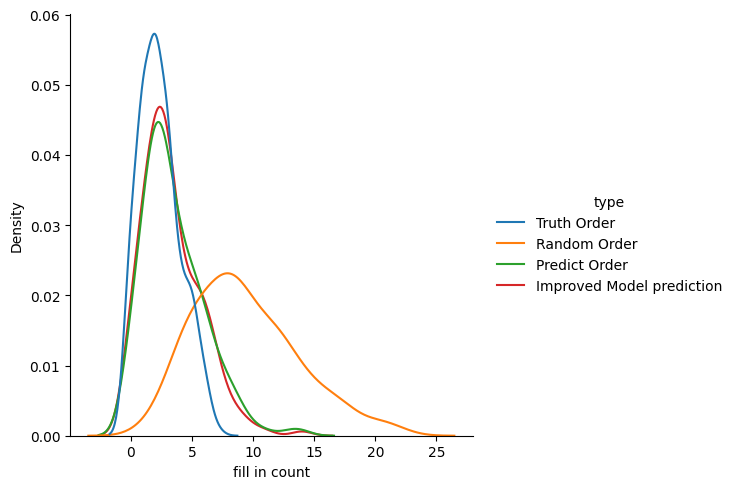 0.06
0.05
0.04
0.03
0.02
0.01
0.00
Density
0 5 10 15 20 25
fill in count
type
Truth Order
Random Order
Predict Order
Improved Model prediction